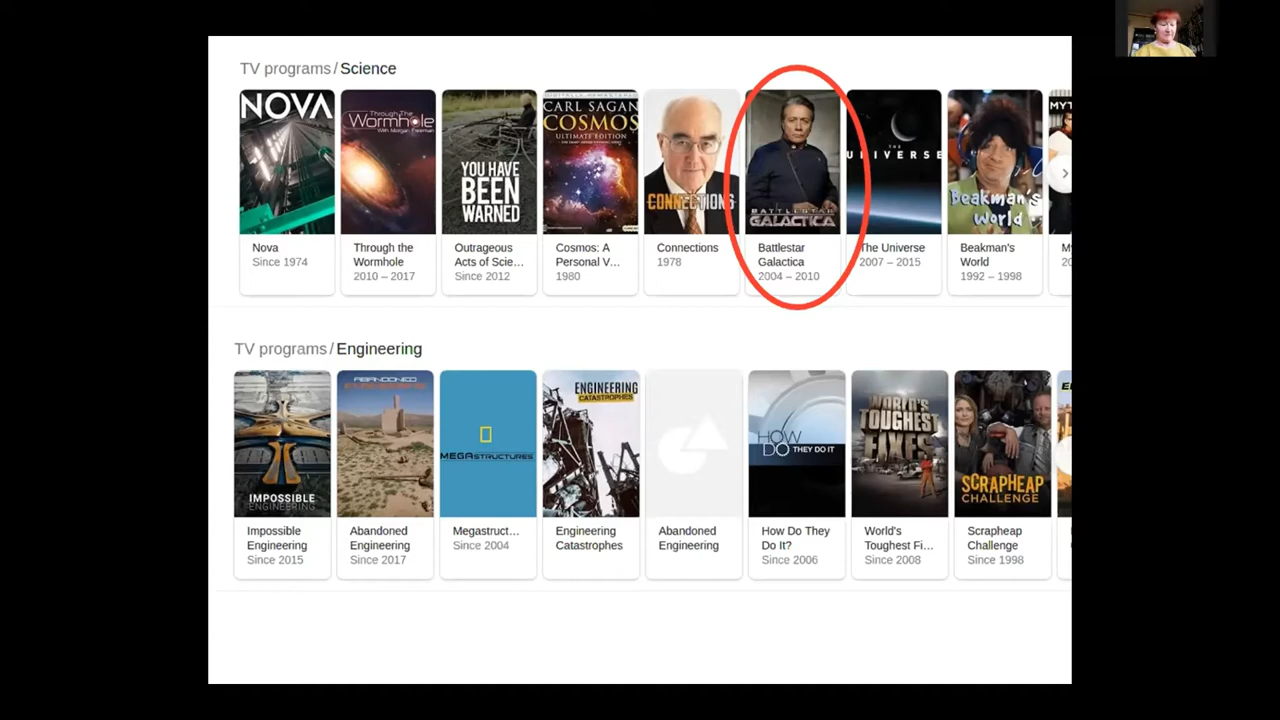 TV programs/Science
NOVA
Through The
Wormhole
With Morgan Freeman
YOU HAVE
BEEN
WARNED
DIGITALLY REMASTERED
CARL SAGAN
COSMOS
ULTIMATE EDITION
CONNECTIONS
BATTLESTAR
GALACTICA
THE
UNIVERSE
Beakman's
World
MYT
Nova
Since 1974
Through the
Wormhole
2010 – 2017
Outrageous
Acts of Scie...
Since 2012
Cosmos: A
Personal V...
1980
Connections
1978
Battlestar
Galactica
2004 – 2010
The Universe
2007 – 2015
Beakman's
World
1992 – 1998
My
20
TV programs/Engineering
IMPOSSIBLE
ENGINEERING
ABANDONED
ENGINEERING
MEGASTRUCTURES
ENGINEERING
CATASTROPHES
HOW
DO THEY DO IT
WORLD'S
TOUGHEST
FIXES
SCRAPHEAP
CHALLENGE
Impossible
Engineering
Since 2015
Abandoned
Engineering
Since 2017
Megastruct...
Since 2004
Engineering
Catastrophes
Abandoned
Engineering
How Do They
Do It?
Since 2006
World's
Toughest Fi...
Since 2008
Scrapheap
Challenge
Since 1998